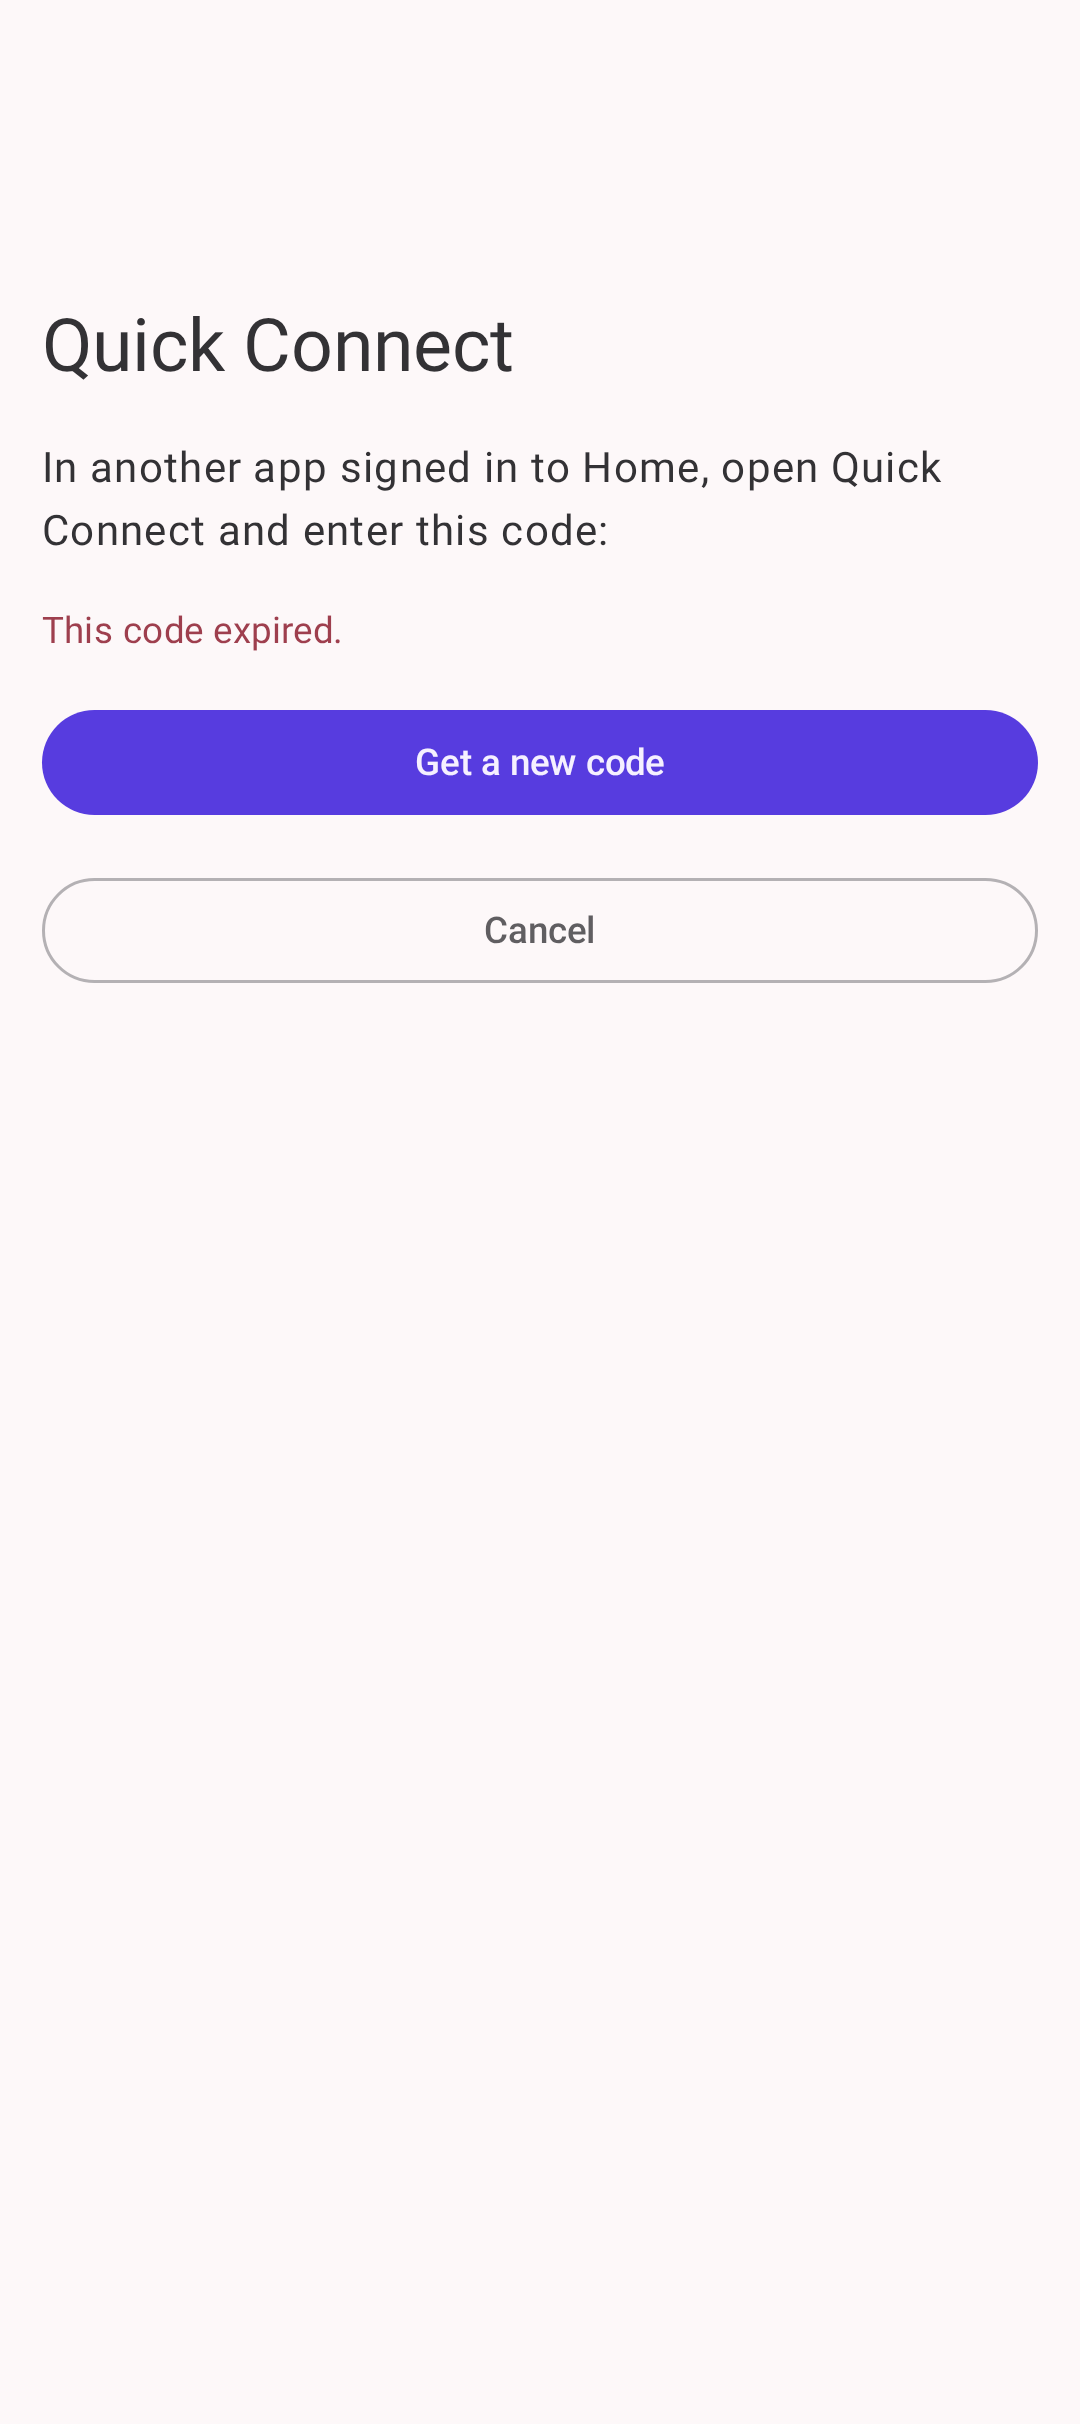 Quick Connect
In another app signed in to Home, open Quick
Connect and enter this code:
This code expired.
Get a new code
Cancel